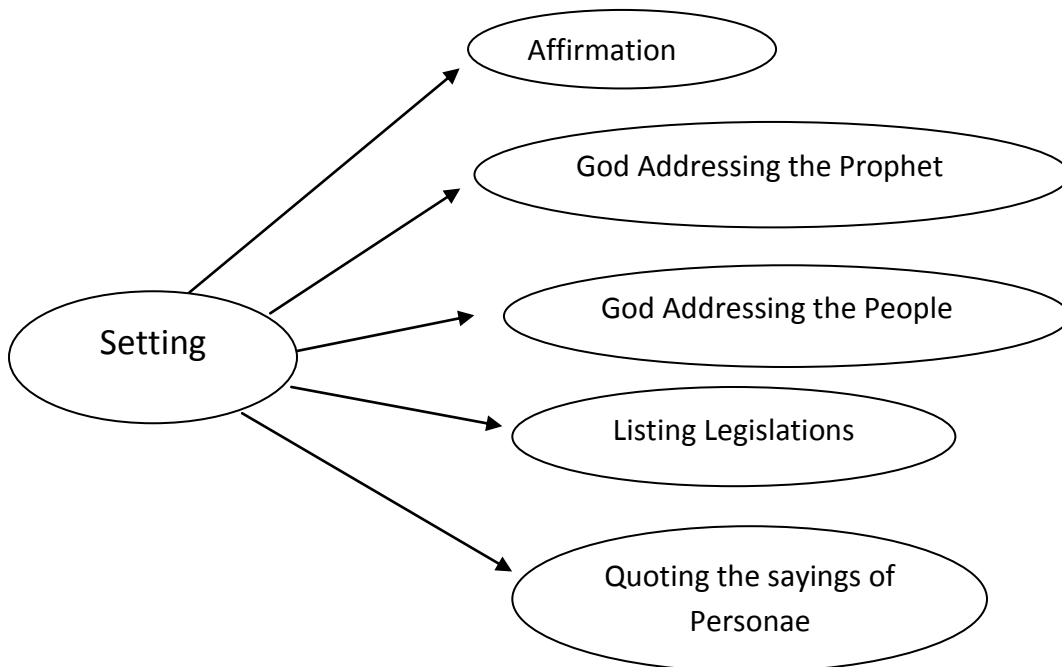 Affirmation
God Addressing the Prophet
God Addressing the People
Setting
Listing Legislations
Quoting the sayings of
Personae